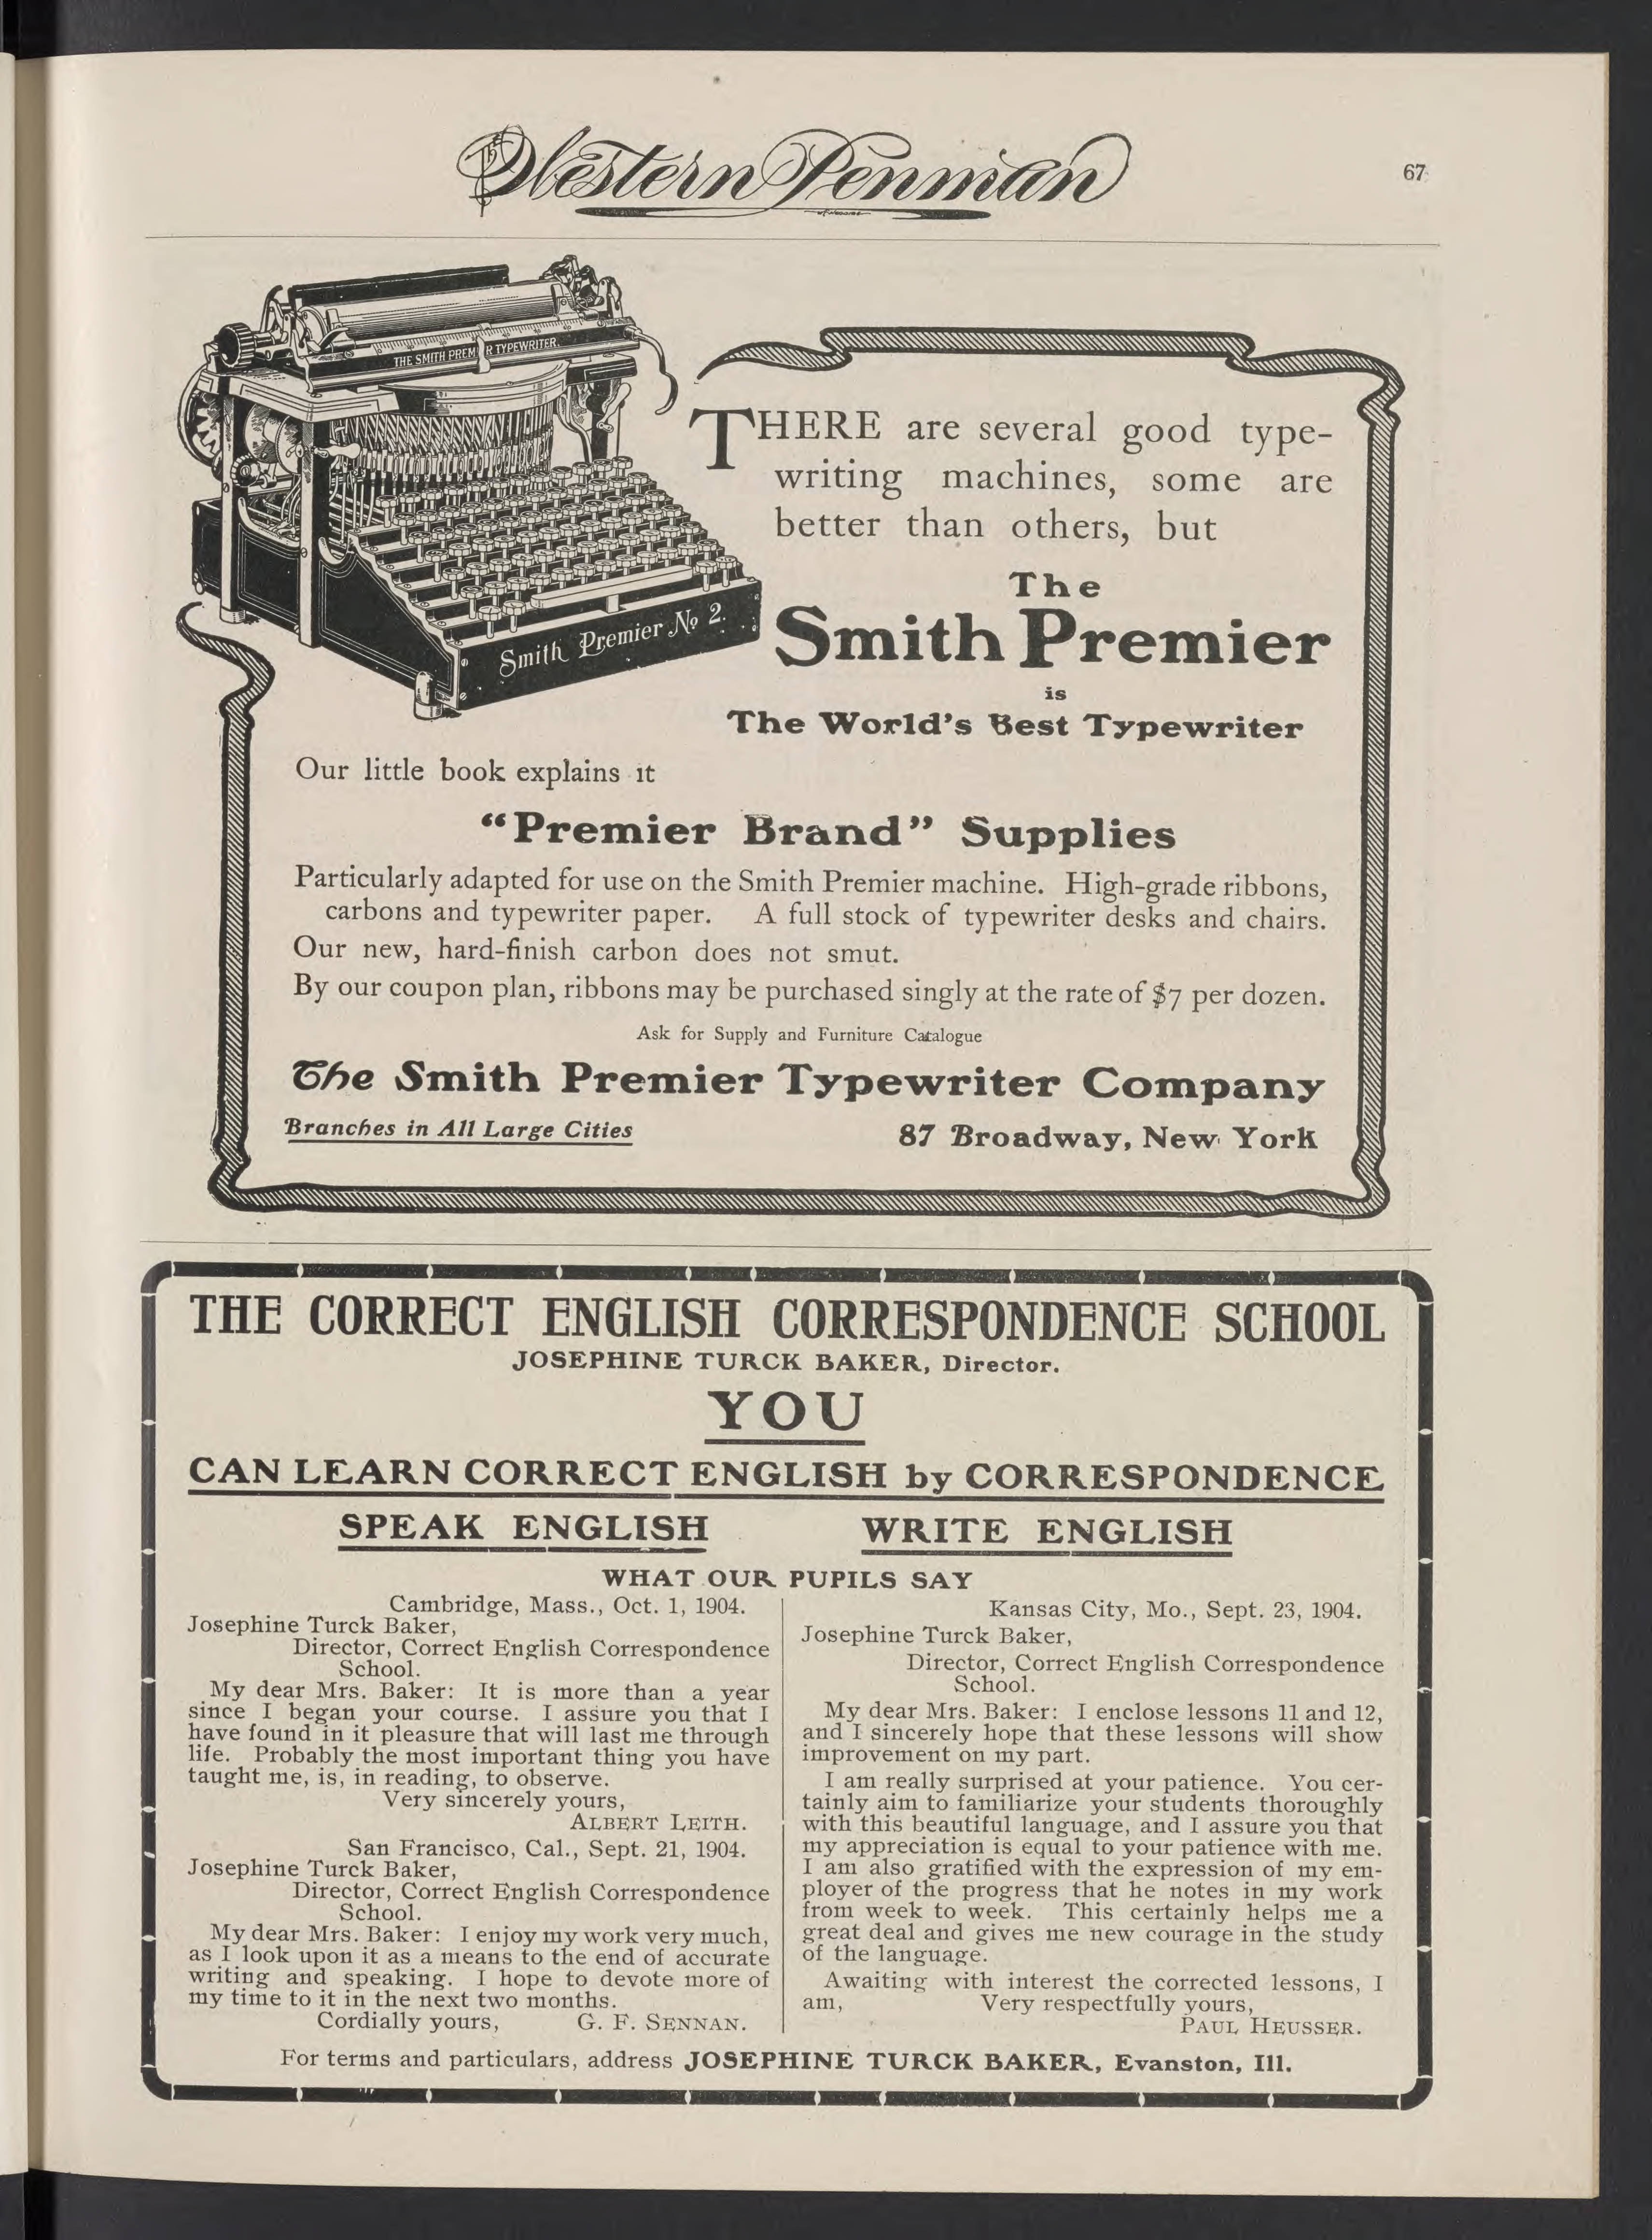 The Western Penman
67
THE SMITH PREMIER TYPEWRITER
Smith Premier No 2.
THERE are several good type-
writing machines, some are
better than others, but
The
Smith Premier
is
The World's Best Typewriter
Our little book explains it
"Premier Brand" Supplies
Particularly adapted for use on the Smith Premier machine. High-grade ribbons,
carbons and typewriter paper. A full stock of typewriter desks and chairs.
Our new, hard-finish carbon does not smut.
By our coupon plan, ribbons may be purchased singly at the rate of $7 per dozen.
Ask for Supply and Furniture Catalogue
The Smith Premier Typewriter Company
Branches in All Large Cities
87 Broadway, New York
THE CORRECT ENGLISH CORRESPONDENCE SCHOOL
JOSEPHINE TURCK BAKER, Director.
YOU
CAN LEARN CORRECT ENGLISH by CORRESPONDENCE
SPEAK ENGLISH WRITE ENGLISH
WHAT OUR PUPILS SAY
Cambridge, Mass., Oct. 1, 1904.
Josephine Turck Baker,
Director, Correct English Correspondence
School.
My dear Mrs. Baker: It is more than a year
since I began your course. I assure you that I
have found in it pleasure that will last me through
life. Probably the most important thing you have
taught me, is, in reading, to observe.
Very sincerely yours,
ALBERT LEITH.
San Francisco, Cal., Sept. 21, 1904.
Josephine Turck Baker,
Director, Correct English Correspondence
School.
My dear Mrs. Baker: I enjoy my work very much,
as I look upon it as a means to the end of accurate
writing and speaking. I hope to devote more of
my time to it in the next two months.
Cordially yours, G. F. SENNAN.
Kansas City, Mo., Sept. 23, 1904.
Josephine Turck Baker,
Director, Correct English Correspondence
School.
My dear Mrs. Baker: I enclose lessons 11 and 12,
and I sincerely hope that these lessons will show
improvement on my part.
I am really surprised at your patience. You cer-
tainly aim to familiarize your students thoroughly
with this beautiful language, and I assure you that
my appreciation is equal to your patience with me.
I am also gratified with the expression of my em-
ployer of the progress that he notes in my work
from week to week. This certainly helps me a
great deal and gives me new courage in the study
of the language.
Awaiting with interest the corrected lessons, I
am, Very respectfully yours,
PAUL HEUSSER.
For terms and particulars, address JOSEPHINE TURCK BAKER, Evanston, Ill.